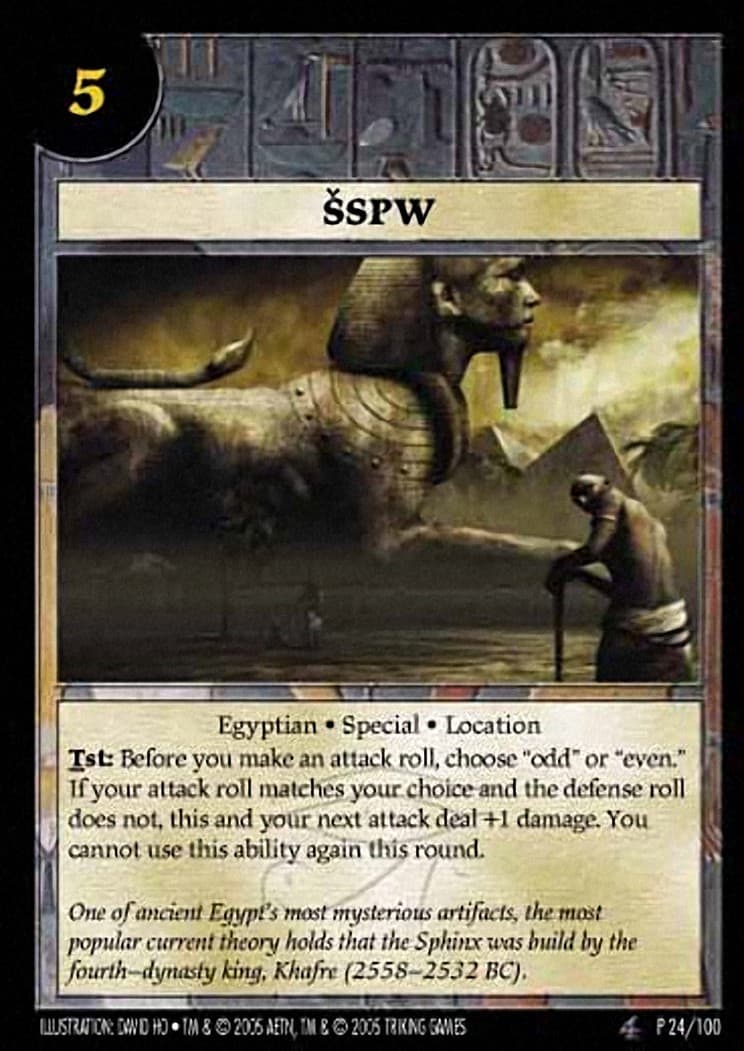 5
šSPW
Egyptian • Special • Location
Tst: Before you make an attack roll, choose “odd” or “even.”
If your attack roll matches your choice and the defense roll
does not, this and your next attack deal +1 damage. You
cannot use this ability again this round.
One of ancient Egypt's most mysterious artifacts, the most
popular current theory holds that the Sphinx was build by the
fourth–dynasty king, Khafre (2558–2532 BC).
ILLUSTRATION: DAVID HO • TM & © 2005 AETN, TM & © 2005 TRIKING GAMES
4 P 24/100